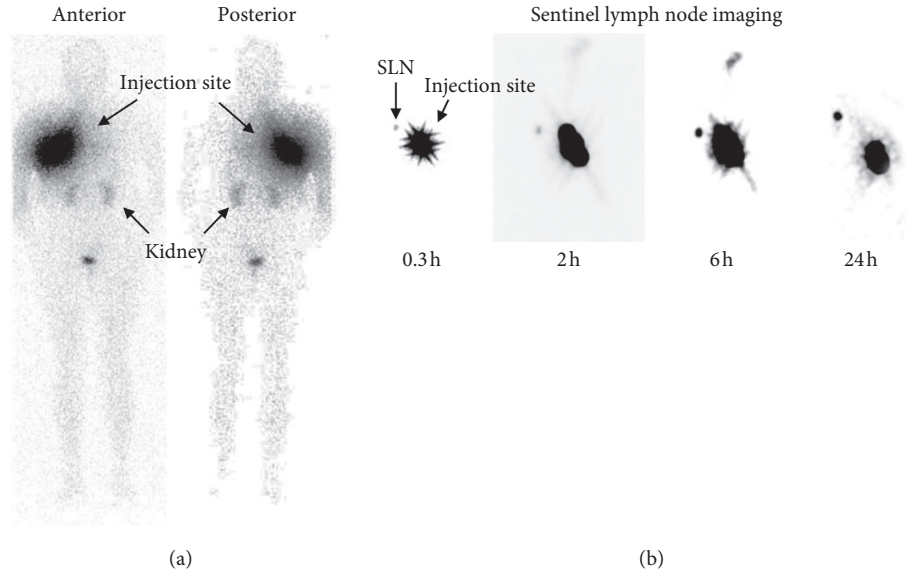 Anterior
Posterior
Injection site
Kidney
(a)
Sentinel lymph node imaging
SLN
Injection site
0.3 h
2 h
6 h
24 h
(b)